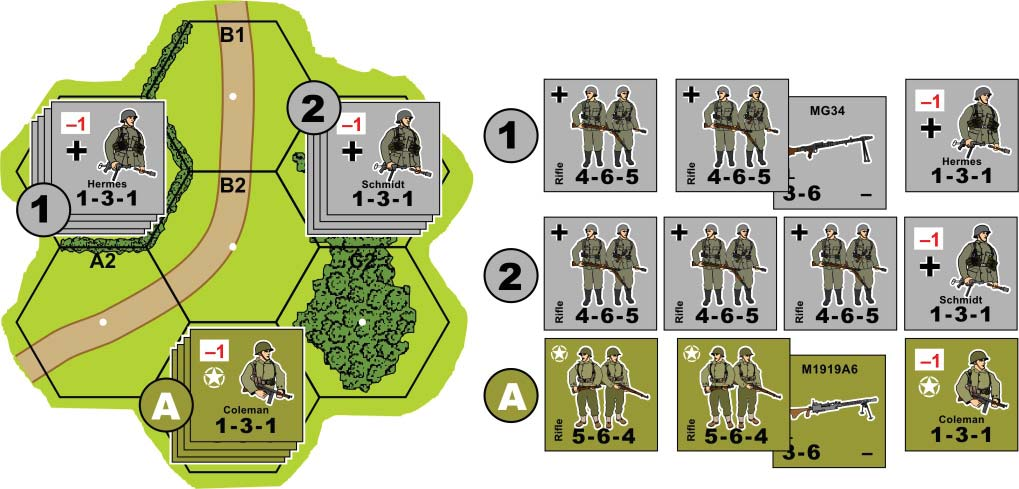 B1
–1
Hermes
1-3-1
1
2
–1
Schmidt
1-3-1
B2
A2
C2
–1
Coleman
1-3-1
A
1
Rifle
4-6-5
Rifle
4-6-5
MG34
3-6 –
–1
Hermes
1-3-1
2
Rifle
4-6-5
Rifle
4-6-5
Rifle
4-6-5
–1
Schmidt
1-3-1
A
Rifle
5-6-4
Rifle
5-6-4
M1919A6
3-6 –
–1
Coleman
1-3-1